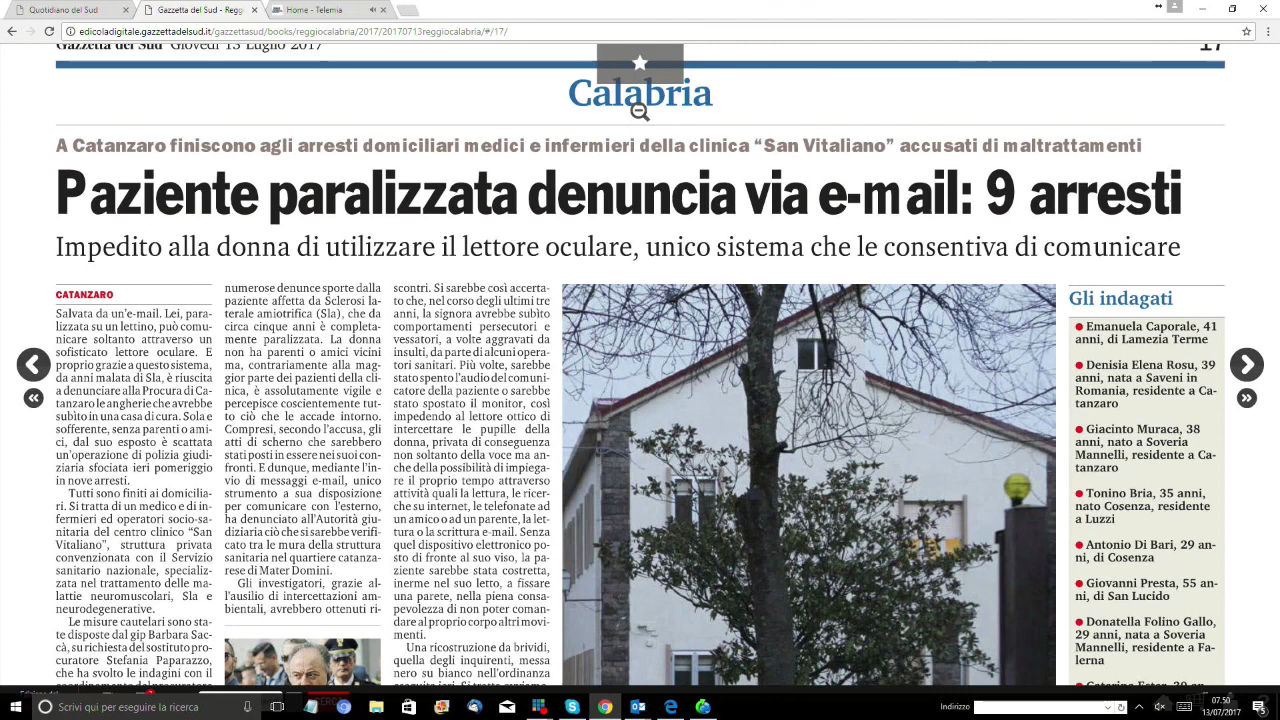 Quotidiano del S
Gazzetta del Sud - Reggi
Home - Telemia
edicoladigitale.gazzettadelsud.it/gazzettasud/books/reggiocalabria/2017/20170713reggiocalabria/#/17/
Gazzetta del Sud Giovedì 13 Luglio 2017
17
Calabria
A Catanzaro finiscono agli arresti domiciliari medici e infermieri della clinica “San Vitaliano” accusati di maltrattamenti
Paziente paralizzata denuncia via e-mail: 9 arresti
Impedito alla donna di utilizzare il lettore oculare, unico sistema che le consentiva di comunicare
CATANZARO
Salvata da un'e-mail. Lei, para-
lizzata su un lettino, può comu-
nicare soltanto attraverso un
sofisticato lettore oculare. E
proprio grazie a questo sistema,
da anni malata di Sla, è riuscita
a denunciare alla Procura di Ca-
tanzaro le angherie che avrebbe
subìto in una casa di cura. Sola e
sofferente, senza parenti o ami-
ci, dal suo esposto è scattata
un'operazione di polizia giudi-
ziaria sfociata ieri pomeriggio
in nove arresti.
Tutti sono finiti ai domicilia-
ri. Si tratta di un medico e di in-
fermieri ed operatori socio-sa-
nitaria del centro clinico “San
Vitaliano”, struttura privata
convenzionata con il Servizio
sanitario nazionale, specializ-
zata nel trattamento delle ma-
lattie neuromuscolari, Sla e
neurodegenerative.
Le misure cautelari sono sta-
te disposte dal gip Barbara Sac-
cà, su richiesta del sostituto pro-
curatore Stefania Paparazzo,
che ha svolto le indagini con il
numerose denunce sporte dalla
paziente affetta da Sclerosi la-
terale amiotrifica (Sla), che da
circa cinque anni è completa-
mente paralizzata. La donna
non ha parenti o amici vicini
ma, contrariamente alla mag-
gior parte dei pazienti della cli-
nica, è assolutamente vigile e
percepisce coscientemente tut-
to ciò che le accade intorno.
Compresi, secondo l'accusa, gli
atti di scherno che sarebbero
stati posti in essere nei suoi con-
fronti. E dunque, mediante l'in-
vio di messaggi e-mail, unico
strumento a sua disposizione
per comunicare con l'esterno,
ha denunciato all'Autorità giu-
diziaria ciò che si sarebbe verifi-
cato tra le mura della struttura
sanitaria nel quartiere catanza-
rese di Mater Domini.
Gli investigatori, grazie al-
l'ausilio di intercettazioni am-
bientali, avrebbero ottenuti ri-
scontri. Si sarebbe così accerta-
to che, nel corso degli ultimi tre
anni, la signora avrebbe subìto
comportamenti persecutori e
vessatori, a volte aggravati da
insulti, da parte di alcuni opera-
tori sanitari. Più volte, sarebbe
stato spento l'audio del comuni-
catore della paziente o sarebbe
stato spostato il monitor, così
impedendo al lettore ottico di
intercettare le pupille della
donna, privata di conseguenza
non soltanto della voce ma an-
che della possibilità di impiega-
re il proprio tempo attraverso
attività quali la lettura, le ricer-
che su internet, le telefonate ad
un amico o ad un parente, la let-
tura o la scrittura e-mail. Senza
quel dispositivo elettronico po-
sto di fronte al suo viso, la pa-
ziente sarebbe stata costretta,
inerme nel suo letto, a fissare
una parete, nella piena consa-
pevolezza di non poter coman-
dare al proprio corpo altri movi-
menti.
Una ricostruzione da brividi,
quella degli inquirenti, messa
nero su bianco nell'ordinanza
Gli indagati
Emanuela Caporale, 41
anni, di Lamezia Terme
Denisia Elena Rosu, 39
anni, nata a Saveni in
Romania, residente a Ca-
tanzaro
Giacinto Muraca, 38
anni, nato a Soveria
Mannelli, residente a Ca-
tanzaro
Tonino Bria, 35 anni,
nato Cosenza, residente
a Luzzi
Antonio Di Bari, 29 an-
ni, di Cosenza
Giovanni Presta, 55 an-
ni, di San Lucido
Donatella Folino Gallo,
29 anni, nata a Soveria
Mannelli, residente a Fa-
lerna
Scrivi qui per eseguire la ricerca
Indirizzo
07.50
13/07/2017